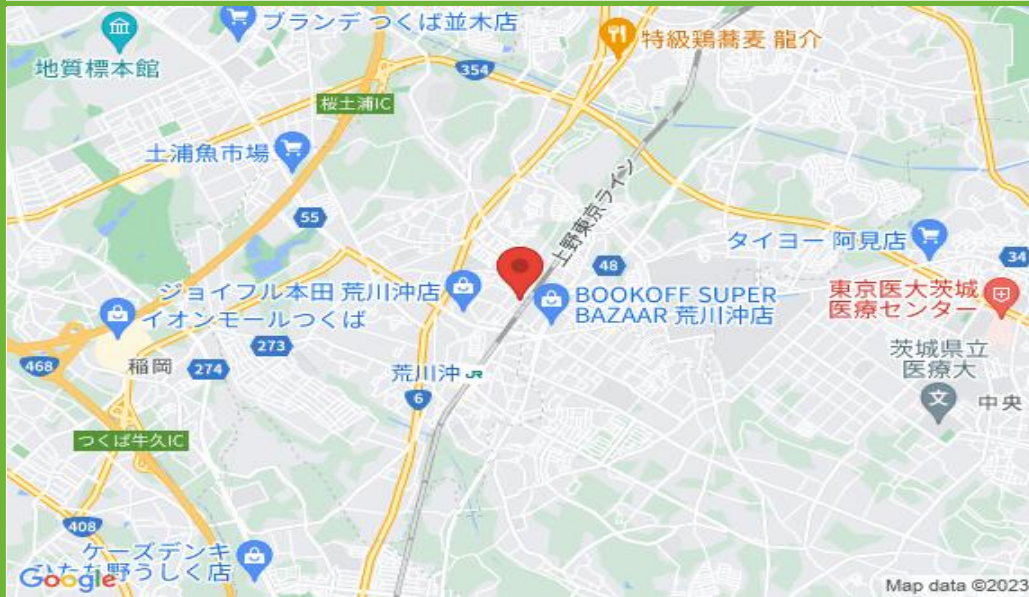 ブランデ つくば並木店
特級鶏蕎麦 龍介
地質標本館
354
桜土浦IC
土浦魚市場
55
上野東京ライン
タイヨー 阿見店
48
34
ジョイフル本田 荒川沖店
BOOKOFF SUPER
BAZAAR 荒川沖店
東京医大茨城
医療センター
イオンモールつくば
273
茨城県立
医療大
468
稲岡
274
荒川沖
JR
6
文
中央
つくば牛久IC
408
ケーズデンキ
ひたち野うしく店
Google
Map data ©2023